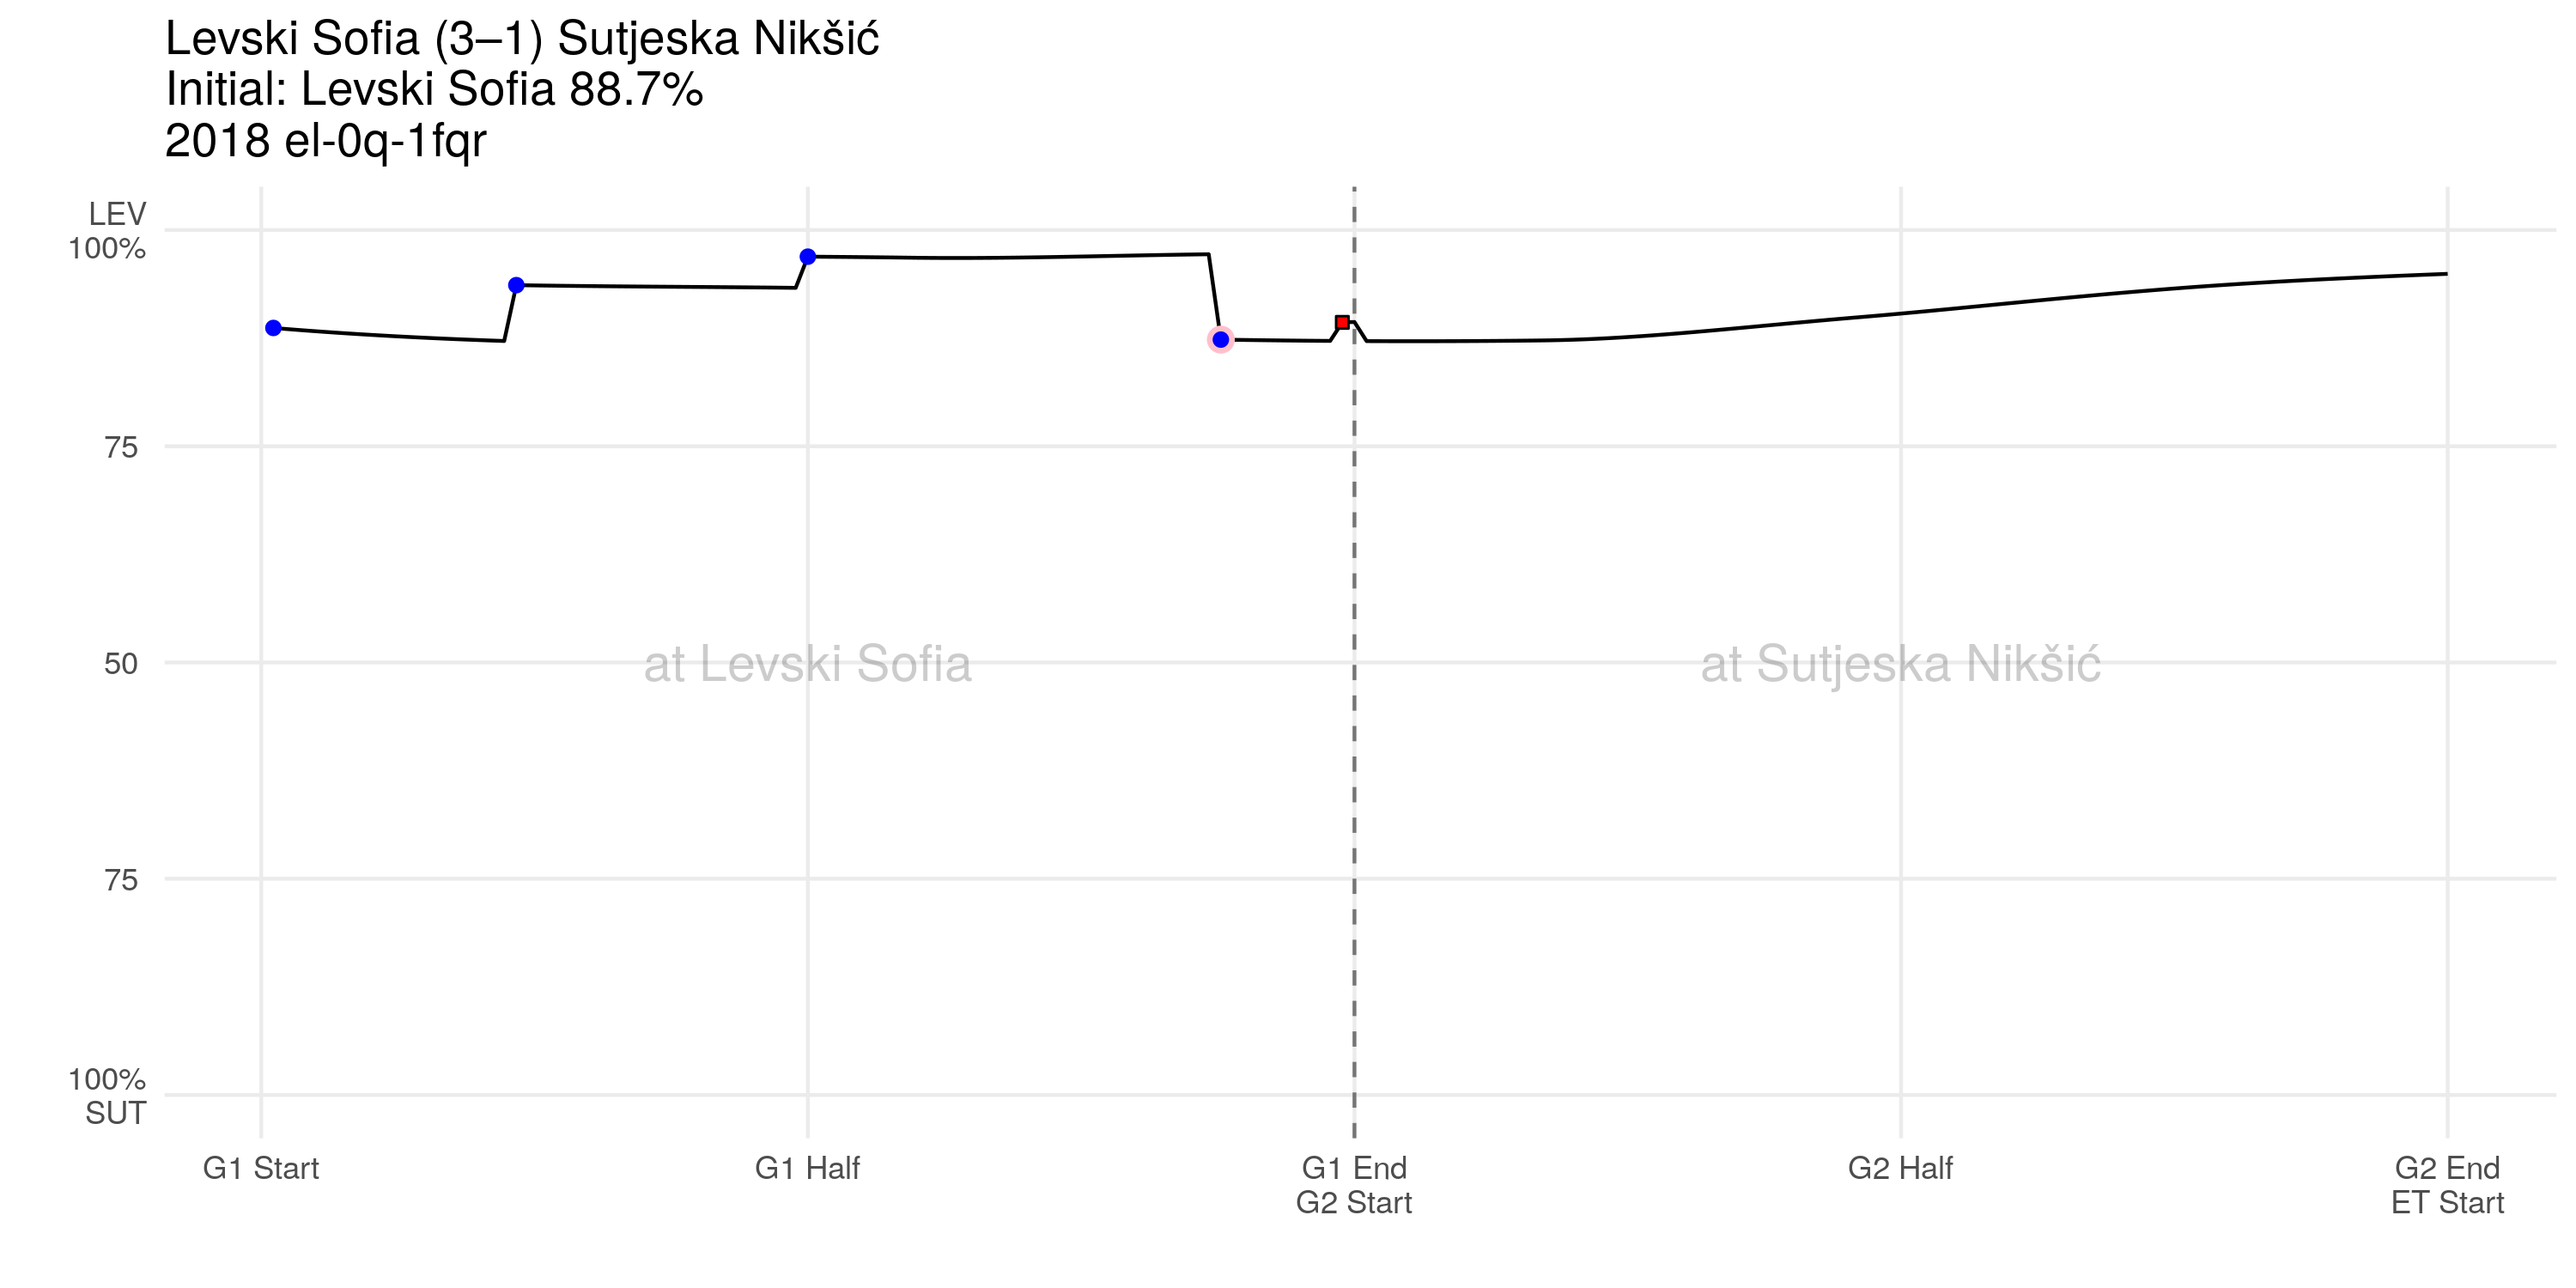 Levski Sofia (3–1) Sutjeska Nikšić
Initial: Levski Sofia 88.7%
2018 el-0q-1fqr
LEV
100%
75
50
75
100%
SUT
at Levski Sofia
at Sutjeska Nikšić
G1 Start
G1 Half
G1 End
G2 Start
G2 Half
G2 End
ET Start